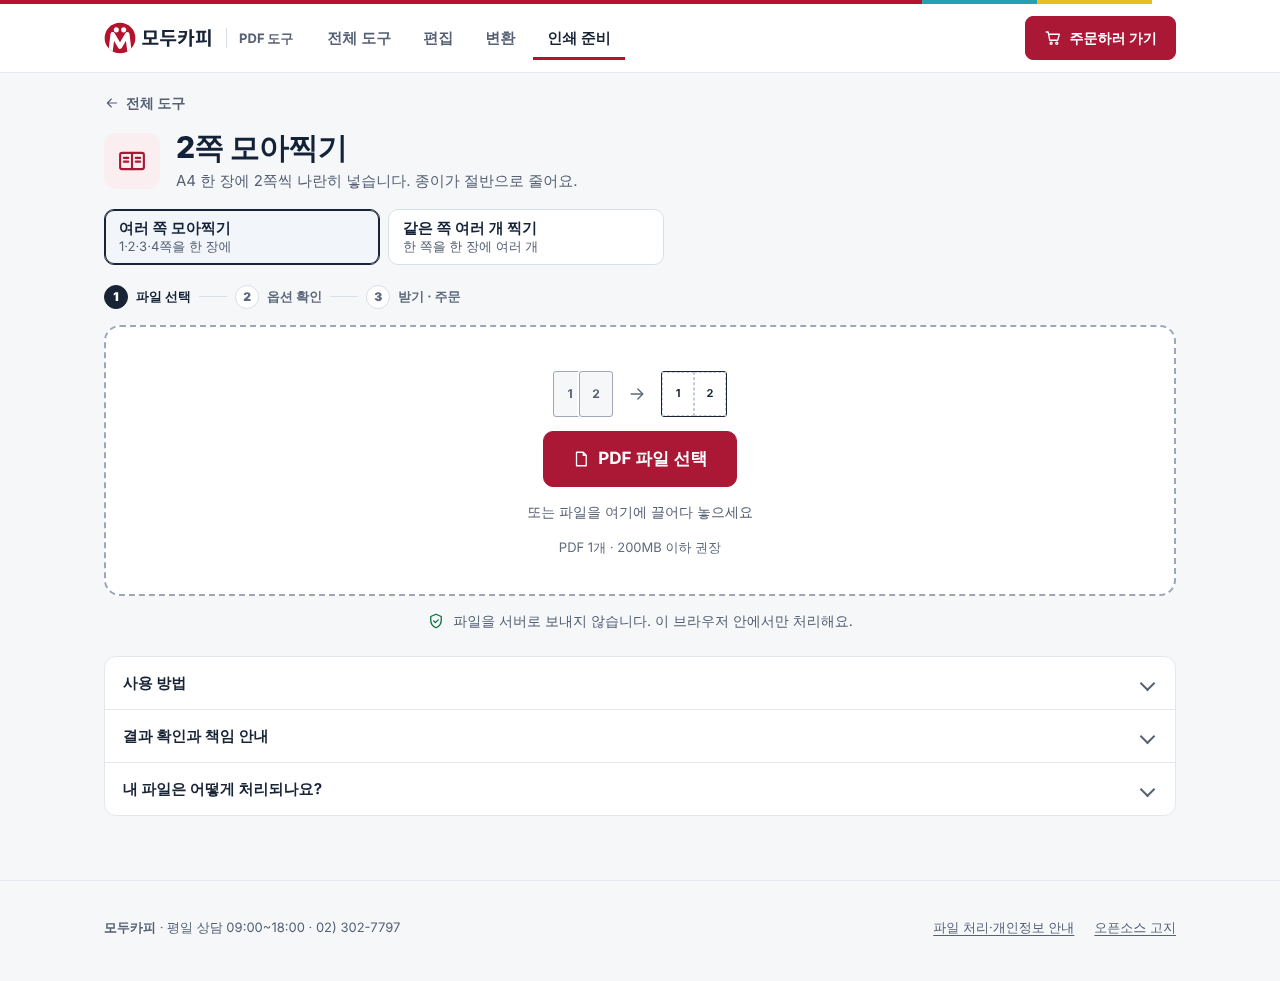 모두카피
PDF 도구
전체 도구
편집
변환
인쇄 준비
주문하러 가기
전체 도구
2쪽 모아찍기
A4 한 장에 2쪽씩 나란히 넣습니다. 종이가 절반으로 줄어요.
여러 쪽 모아찍기
1·2·3·4쪽을 한 장에
같은 쪽 여러 개 찍기
한 쪽을 한 장에 여러 개
1 파일 선택
2 옵션 확인
3 받기 · 주문
1 2 → 1 2
PDF 파일 선택
또는 파일을 여기에 끌어다 놓으세요
PDF 1개 · 200MB 이하 권장
파일을 서버로 보내지 않습니다. 이 브라우저 안에서만 처리해요.
사용 방법
결과 확인과 책임 안내
내 파일은 어떻게 처리되나요?
모두카피 · 평일 상담 09:00~18:00 · 02) 302-7797
파일 처리·개인정보 안내
오픈소스 고지